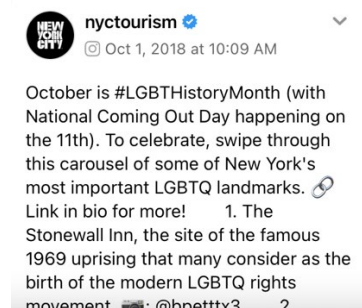 NEW
YORK
CITY
nyctourism
Oct 1, 2018 at 10:09 AM
October is #LGBTHistoryMonth (with
National Coming Out Day happening on
the 11th). To celebrate, swipe through
this carousel of some of New York's
most important LGBTQ landmarks. 🔗
Link in bio for more! 1. The
Stonewall Inn, the site of the famous
1969 uprising that many consider as the
birth of the modern LGBTQ rights
movement. 📷: @bpetttx3 2.